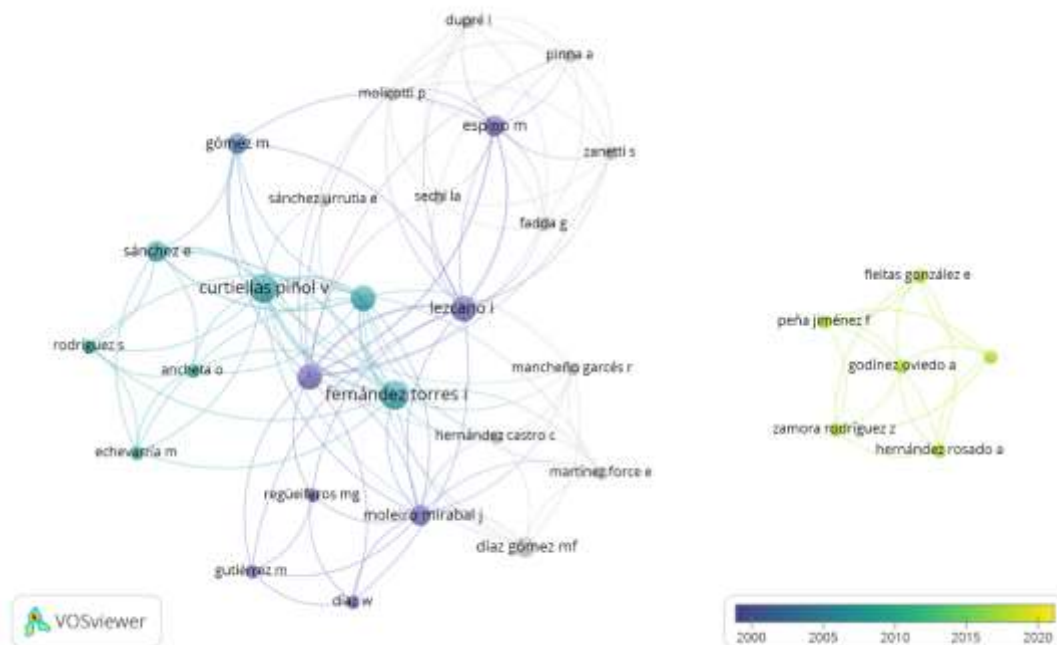 dupré l
pinna a
molicotti p
espino m
gómez m
zanetti s
sánchez urrutia e
sechi la
fadda g
sánchez e
fleitas gonzález e
curtiellas piñol v
lezcano i
peña jiménez f
rodríguez s
ancheta o
mancheño garcés r
godínez oviedo a
fernández torres i
hernández castro c
zamora rodríguez z
echevarría m
hernández rosado a
martínez force e
regüeiferos mg
moleiro mirabal j
díaz gómez mf
gutiérrez m
díaz w
VOSviewer
2000 2005 2010 2015 2020